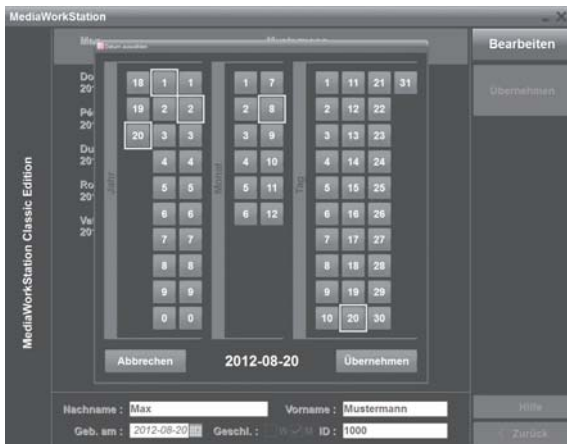 MediaWorkStation
Mustermann
Datum auswählen
Bearbeiten
Übernehmen
MediaWorkStation Classic Edition
Jahr
18 1 1
19 2 2
20 3 3
4 4
5 5
6 6
7 7
8 8
9 9
0 0
Monat
1 7
2 8
3 9
4 10
5 11
6 12
Tag
1 11 21 31
2 12 22
3 13 23
4 14 24
5 15 25
6 16 26
7 17 27
8 18 28
9 19 29
10 20 30
Abbrechen 2012-08-20 Übernehmen
Nachname : Max Vorname : Mustermann
Geb. am : 2012-08-20 Geschl. : W M ID : 1000
Hilfe
< Zurück